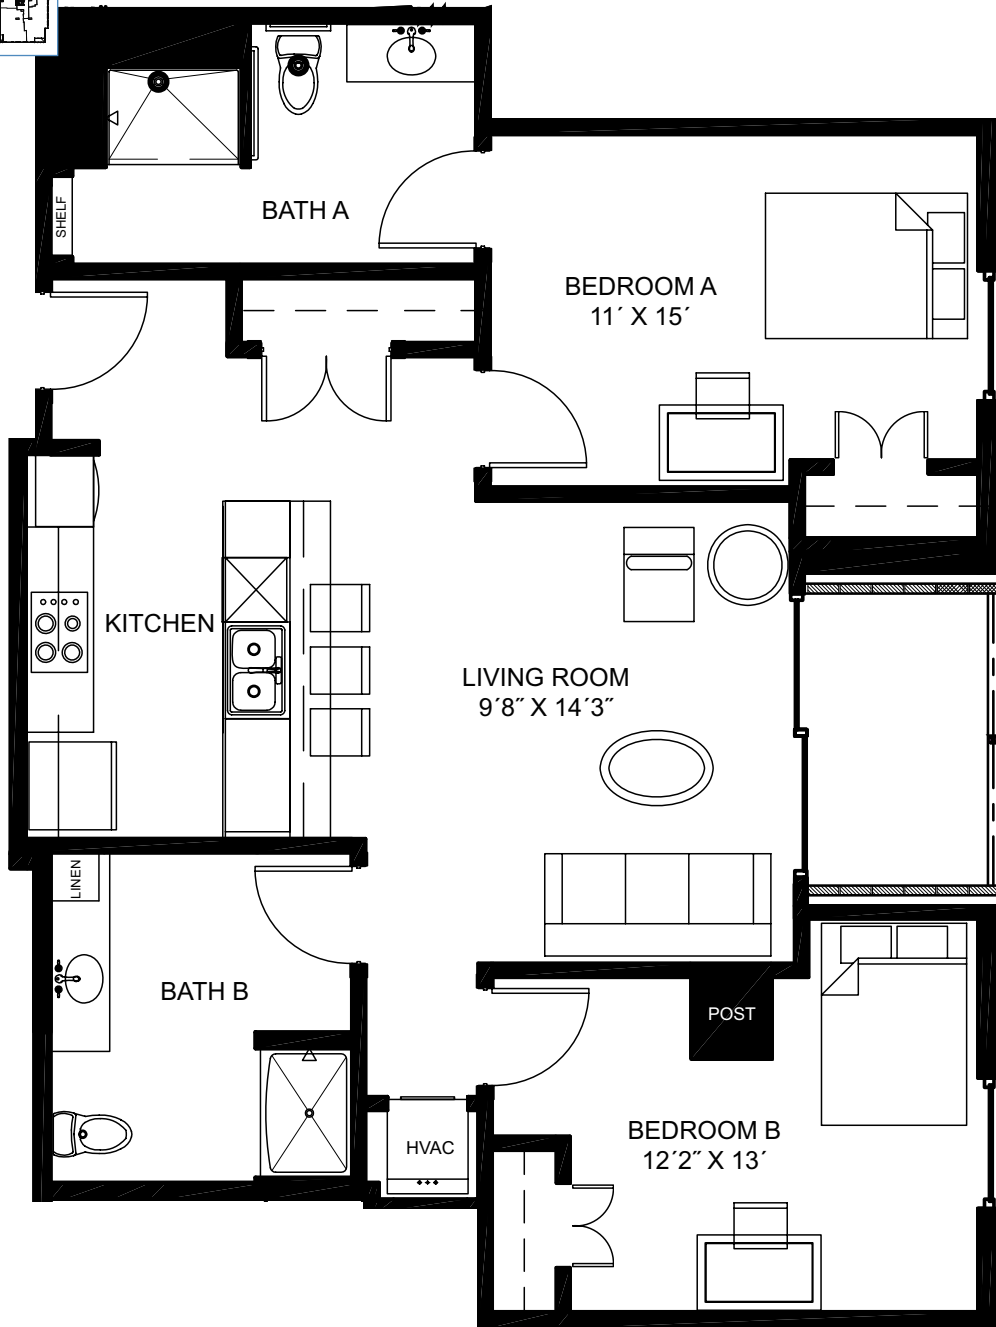 SHELF
BATH A
BEDROOM A
11´ X 15´
KITCHEN
LIVING ROOM
9´8˝ X 14´3˝
LINEN
BATH B
POST
HVAC
BEDROOM B
12´2˝ X 13´